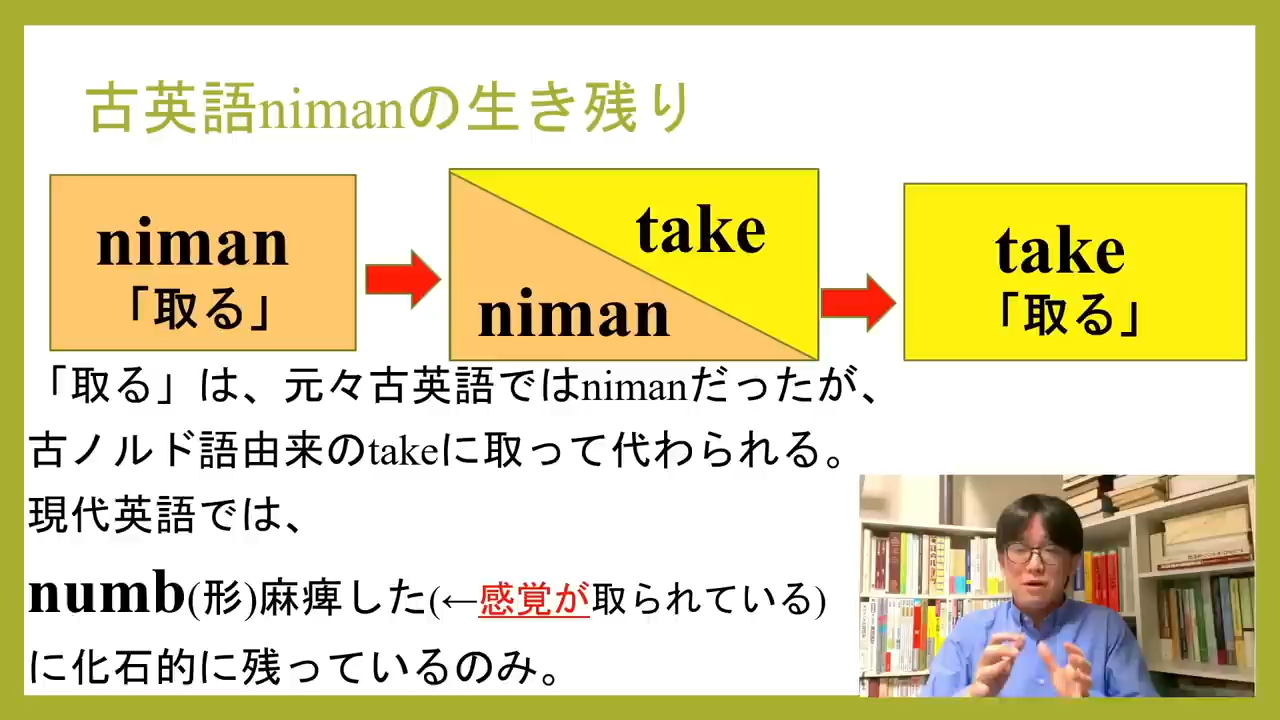 古英語nimanの生き残り
niman
「取る」
take
niman
take
「取る」
「取る」は、元々古英語ではnimanだったが、
古ノルド語由来のtakeに取って代わられる。
現代英語では、
numb(形)麻痺した(←感覚が取られている)
に化石的に残っているのみ。